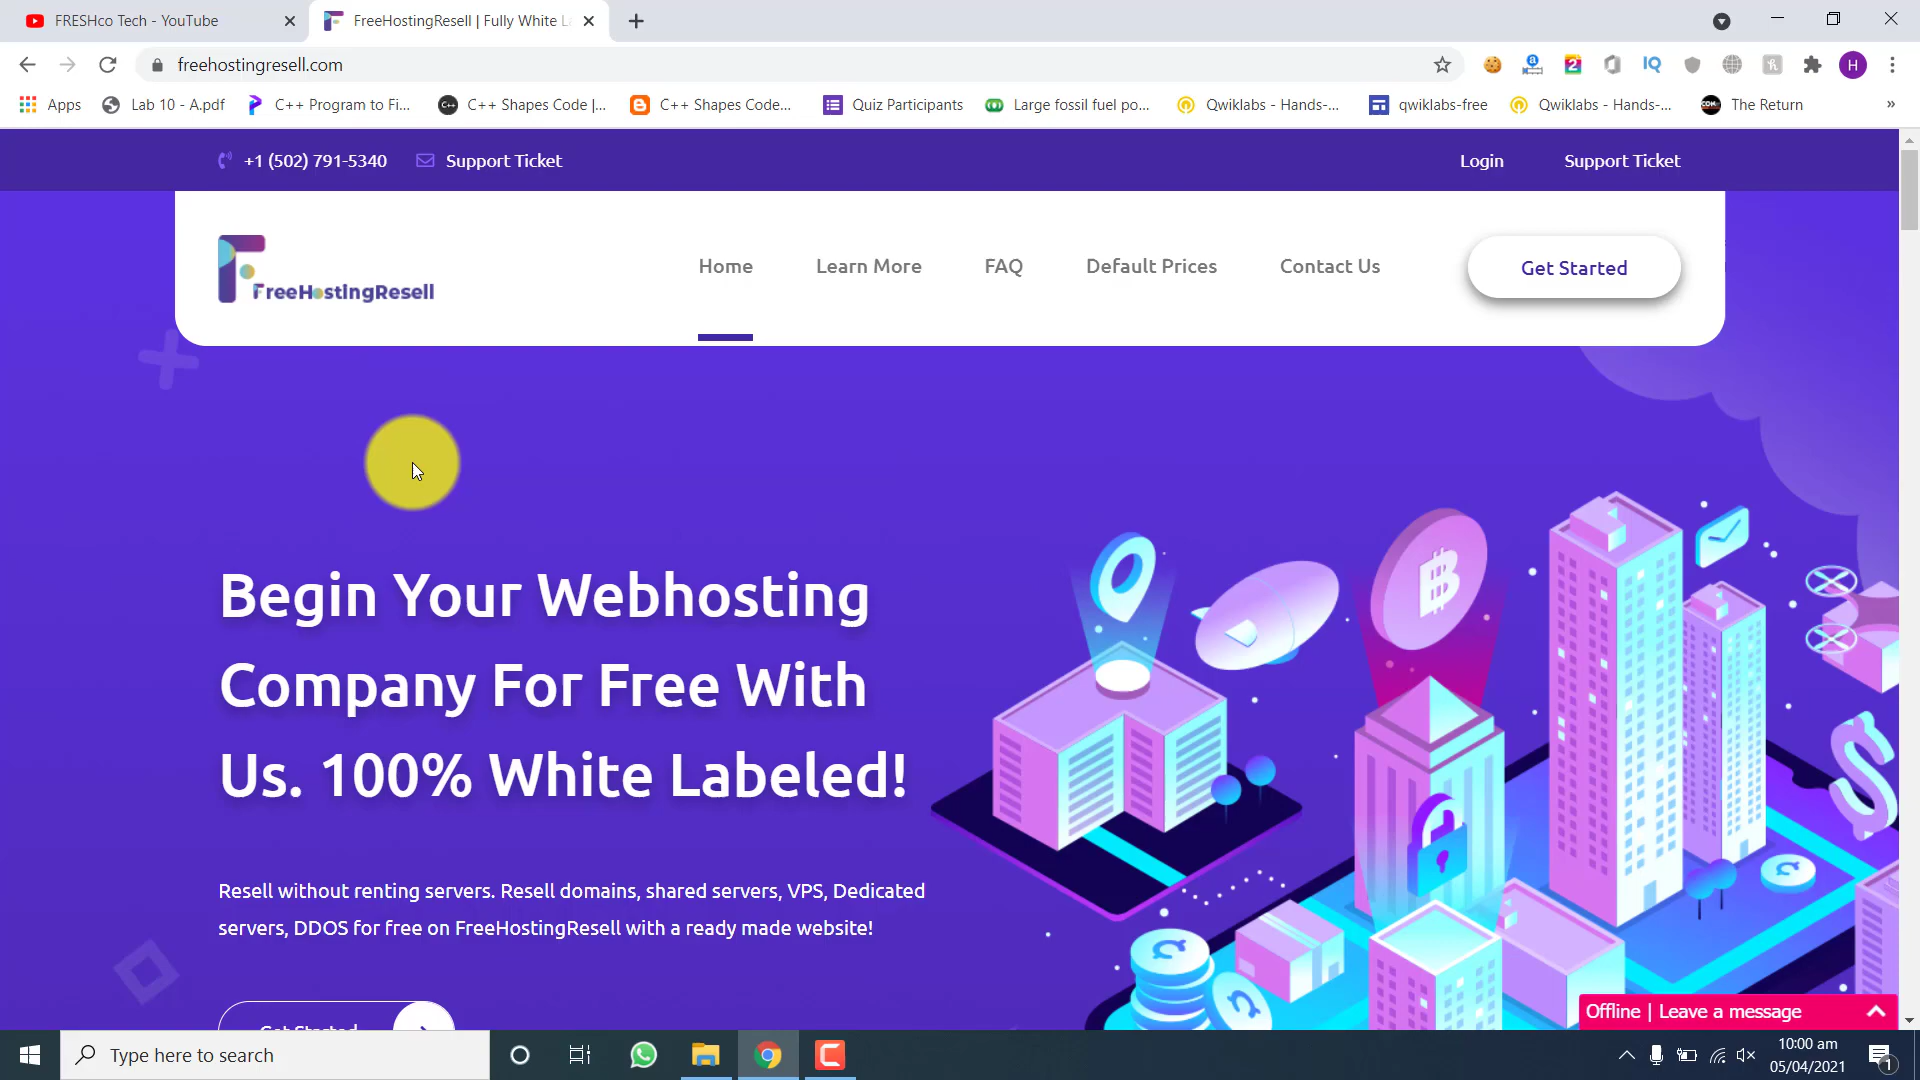 FRESHco Tech - YouTube
FreeHostingResell | Fully White L
freehostingresell.com
IQ
H
Apps
Lab 10 - A.pdf
C++ Program to Fi...
C++ Shapes Code |...
C++ Shapes Code...
Quiz Participants
Large fossil fuel po...
Qwiklabs - Hands-...
qwiklabs-free
Qwiklabs - Hands-...
The Return
»
+1 (502) 791-5340
Support Ticket
Login
Support Ticket
FreeHostingResell
Home
Learn More
FAQ
Default Prices
Contact Us
Get Started
Begin Your Webhosting
Company For Free With
Us. 100% White Labeled!
Resell without renting servers. Resell domains, shared servers, VPS, Dedicated
servers, DDOS for free on FreeHostingResell with a ready made website!
Get Started
Offline | Leave a message
Type here to search
10:00 am
05/04/2021
1